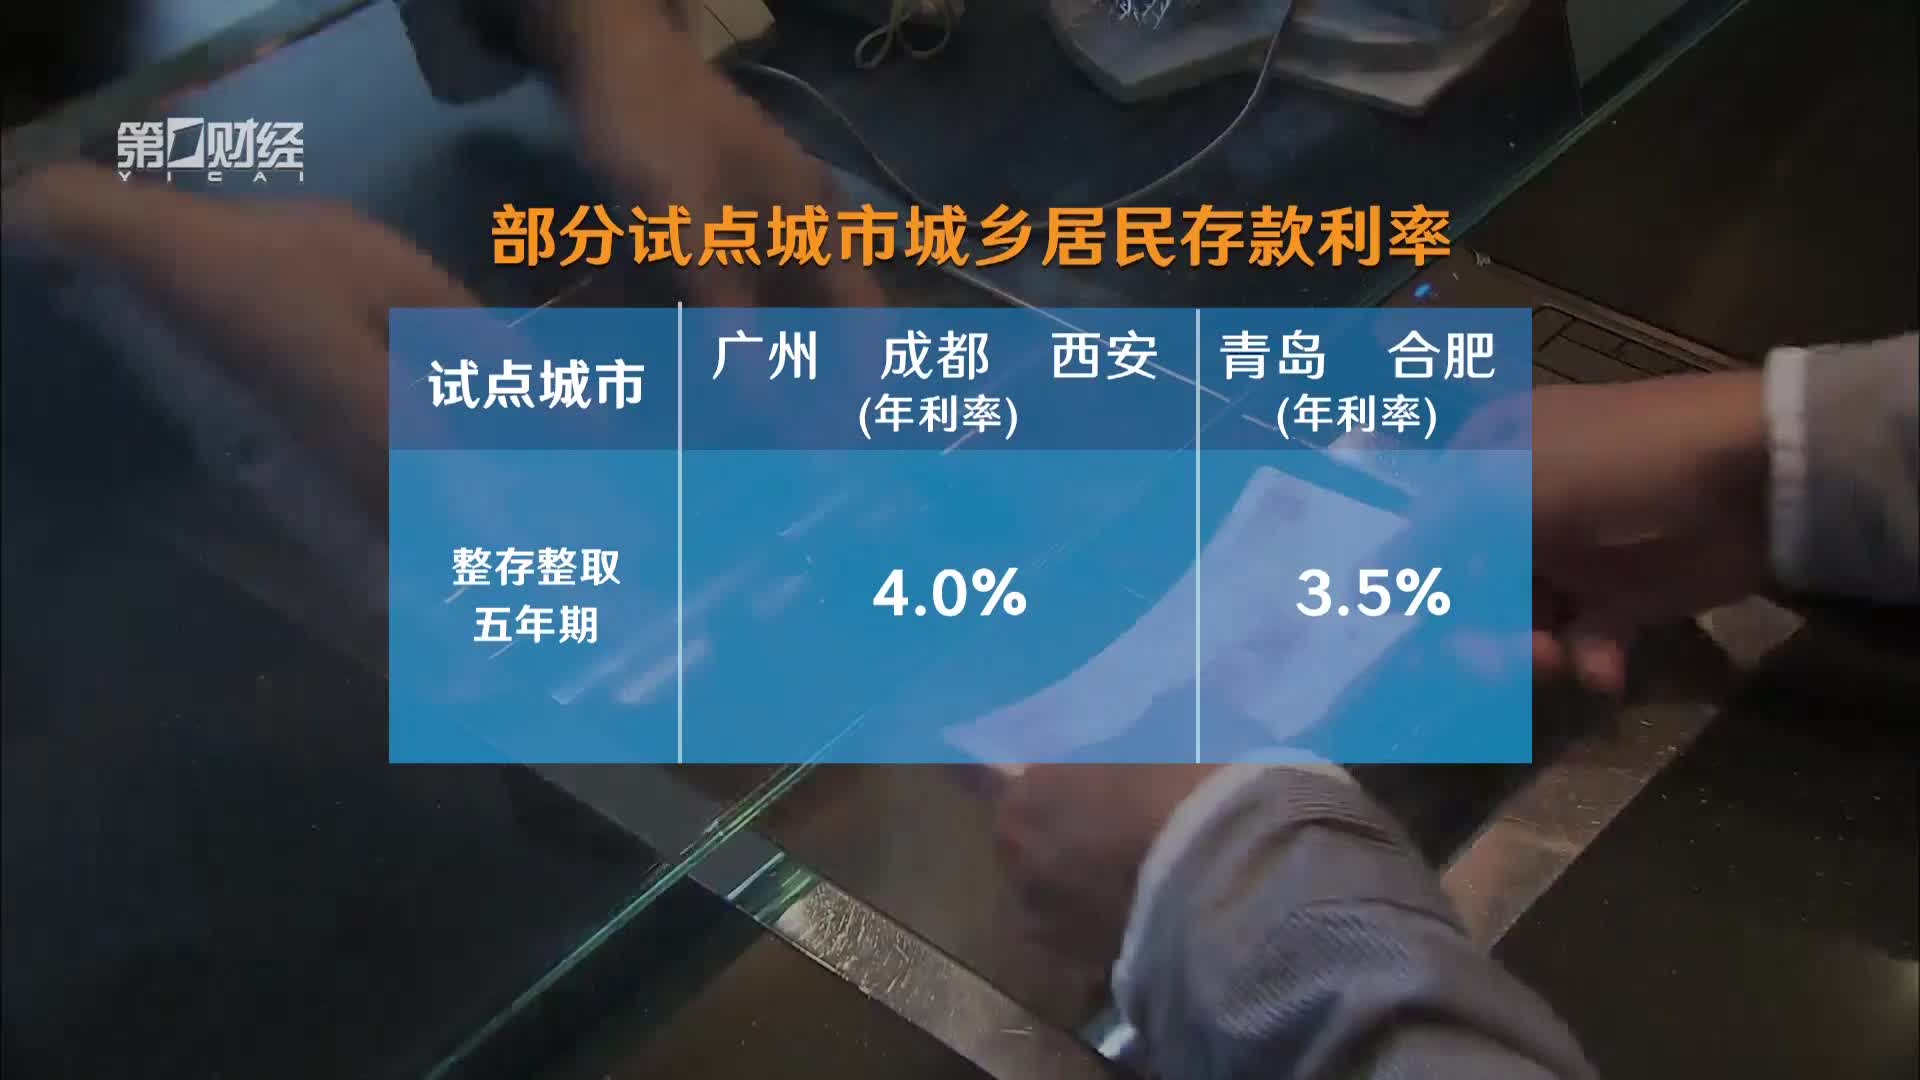 第一财经
YICAI
部分试点城市城乡居民存款利率
试点城市
广州 成都 西安
(年利率)
青岛 合肥
(年利率)
整存整取
五年期
4.0%
3.5%